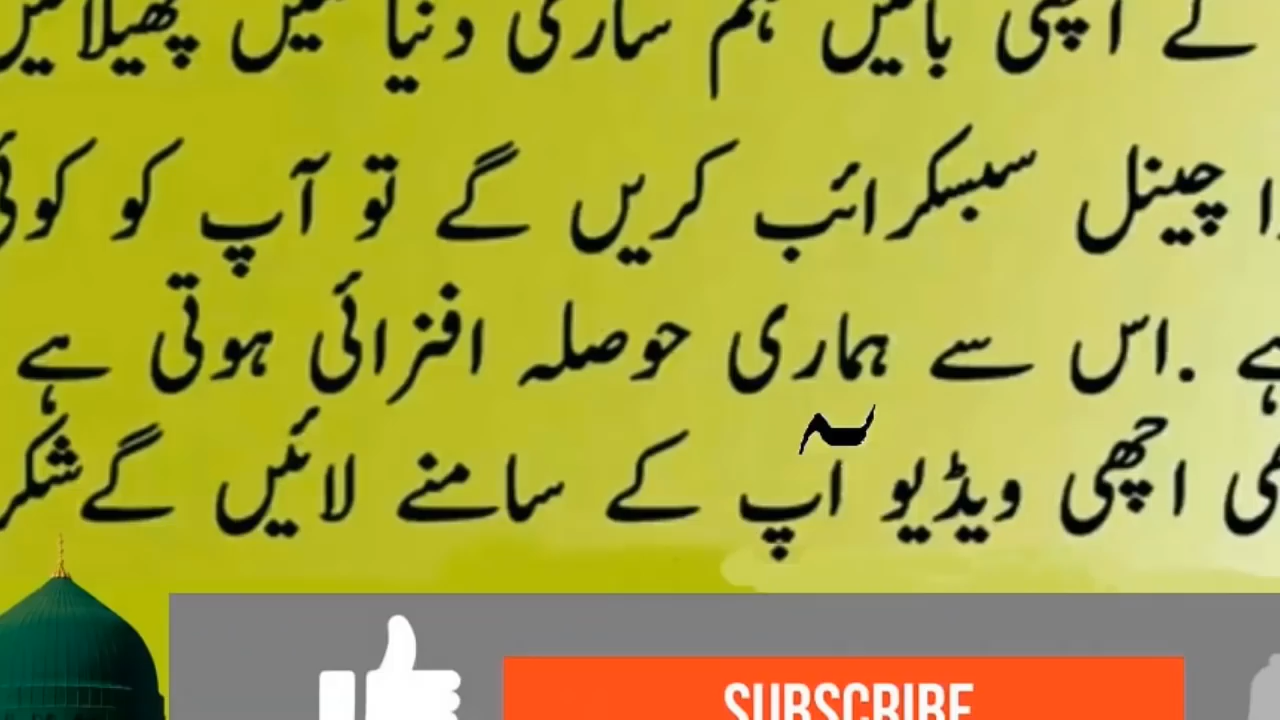 کے اچھی باتیں ہم ساری دنیا میں پھیلائیں
چینل سبسکرائب کریں گے تو آپ کو کوئی
ہے .اس سے ہماری حوصلہ افزائی ہوتی ہے
اچھی ویڈیو آپ کے سامنے لائیں گے شکر
SUBSCRIBE